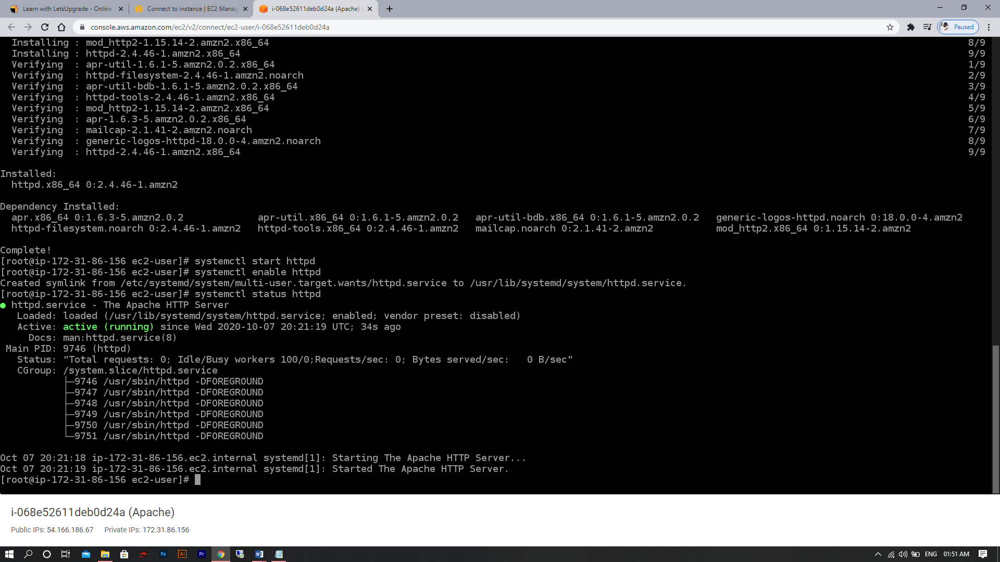 Learn with LetsUpgrade - Online
Connect to instance | EC2 Manag
i-068e52611deb0d24a (Apache)
console.aws.amazon.com/ec2/v2/connect/ec2-user/i-068e52611deb0d24a
Paused
Installing : mod_http2-1.15.14-2.amzn2.x86_64 8/9
Installing : httpd-2.4.46-1.amzn2.x86_64 9/9
Verifying : apr-util-1.6.1-5.amzn2.0.2.x86_64 1/9
Verifying : httpd-filesystem-2.4.46-1.amzn2.noarch 2/9
Verifying : apr-util-bdb-1.6.1-5.amzn2.0.2.x86_64 3/9
Verifying : httpd-tools-2.4.46-1.amzn2.x86_64 4/9
Verifying : mod_http2-1.15.14-2.amzn2.x86_64 5/9
Verifying : apr-1.6.3-5.amzn2.0.2.x86_64 6/9
Verifying : mailcap-2.1.41-2.amzn2.noarch 7/9
Verifying : generic-logos-httpd-18.0.0-4.amzn2.noarch 8/9
Verifying : httpd-2.4.46-1.amzn2.x86_64 9/9
Installed:
httpd.x86_64 0:2.4.46-1.amzn2
Dependency Installed:
apr.x86_64 0:1.6.3-5.amzn2.0.2 apr-util.x86_64 0:1.6.1-5.amzn2.0.2 apr-util-bdb.x86_64 0:1.6.1-5.amzn2.0.2 generic-logos-httpd.noarch 0:18.0.0-4.amzn2
httpd-filesystem.noarch 0:2.4.46-1.amzn2 httpd-tools.x86_64 0:2.4.46-1.amzn2 mailcap.noarch 0:2.1.41-2.amzn2 mod_http2.x86_64 0:1.15.14-2.amzn2
Complete!
[root@ip-172-31-86-156 ec2-user]# systemctl start httpd
[root@ip-172-31-86-156 ec2-user]# systemctl enable httpd
Created symlink from /etc/systemd/system/multi-user.target.wants/httpd.service to /usr/lib/systemd/system/httpd.service.
[root@ip-172-31-86-156 ec2-user]# systemctl status httpd
● httpd.service - The Apache HTTP Server
Loaded: loaded (/usr/lib/systemd/system/httpd.service; enabled; vendor preset: disabled)
Active: active (running) since Wed 2020-10-07 20:21:19 UTC; 34s ago
Docs: man:httpd.service(8)
Main PID: 9746 (httpd)
Status: "Total requests: 0; Idle/Busy workers 100/0;Requests/sec: 0; Bytes served/sec:   0 B/sec"
CGroup: /system.slice/httpd.service
├─9746 /usr/sbin/httpd -DFOREGROUND
├─9747 /usr/sbin/httpd -DFOREGROUND
├─9748 /usr/sbin/httpd -DFOREGROUND
├─9749 /usr/sbin/httpd -DFOREGROUND
├─9750 /usr/sbin/httpd -DFOREGROUND
└─9751 /usr/sbin/httpd -DFOREGROUND
Oct 07 20:21:18 ip-172-31-86-156.ec2.internal systemd[1]: Starting The Apache HTTP Server...
Oct 07 20:21:19 ip-172-31-86-156.ec2.internal systemd[1]: Started The Apache HTTP Server.
[root@ip-172-31-86-156 ec2-user]#
i-068e52611deb0d24a (Apache)
Public IPs: 54.166.186.67 Private IPs: 172.31.86.156
Ps Ai Pr ENG 01:51 AM